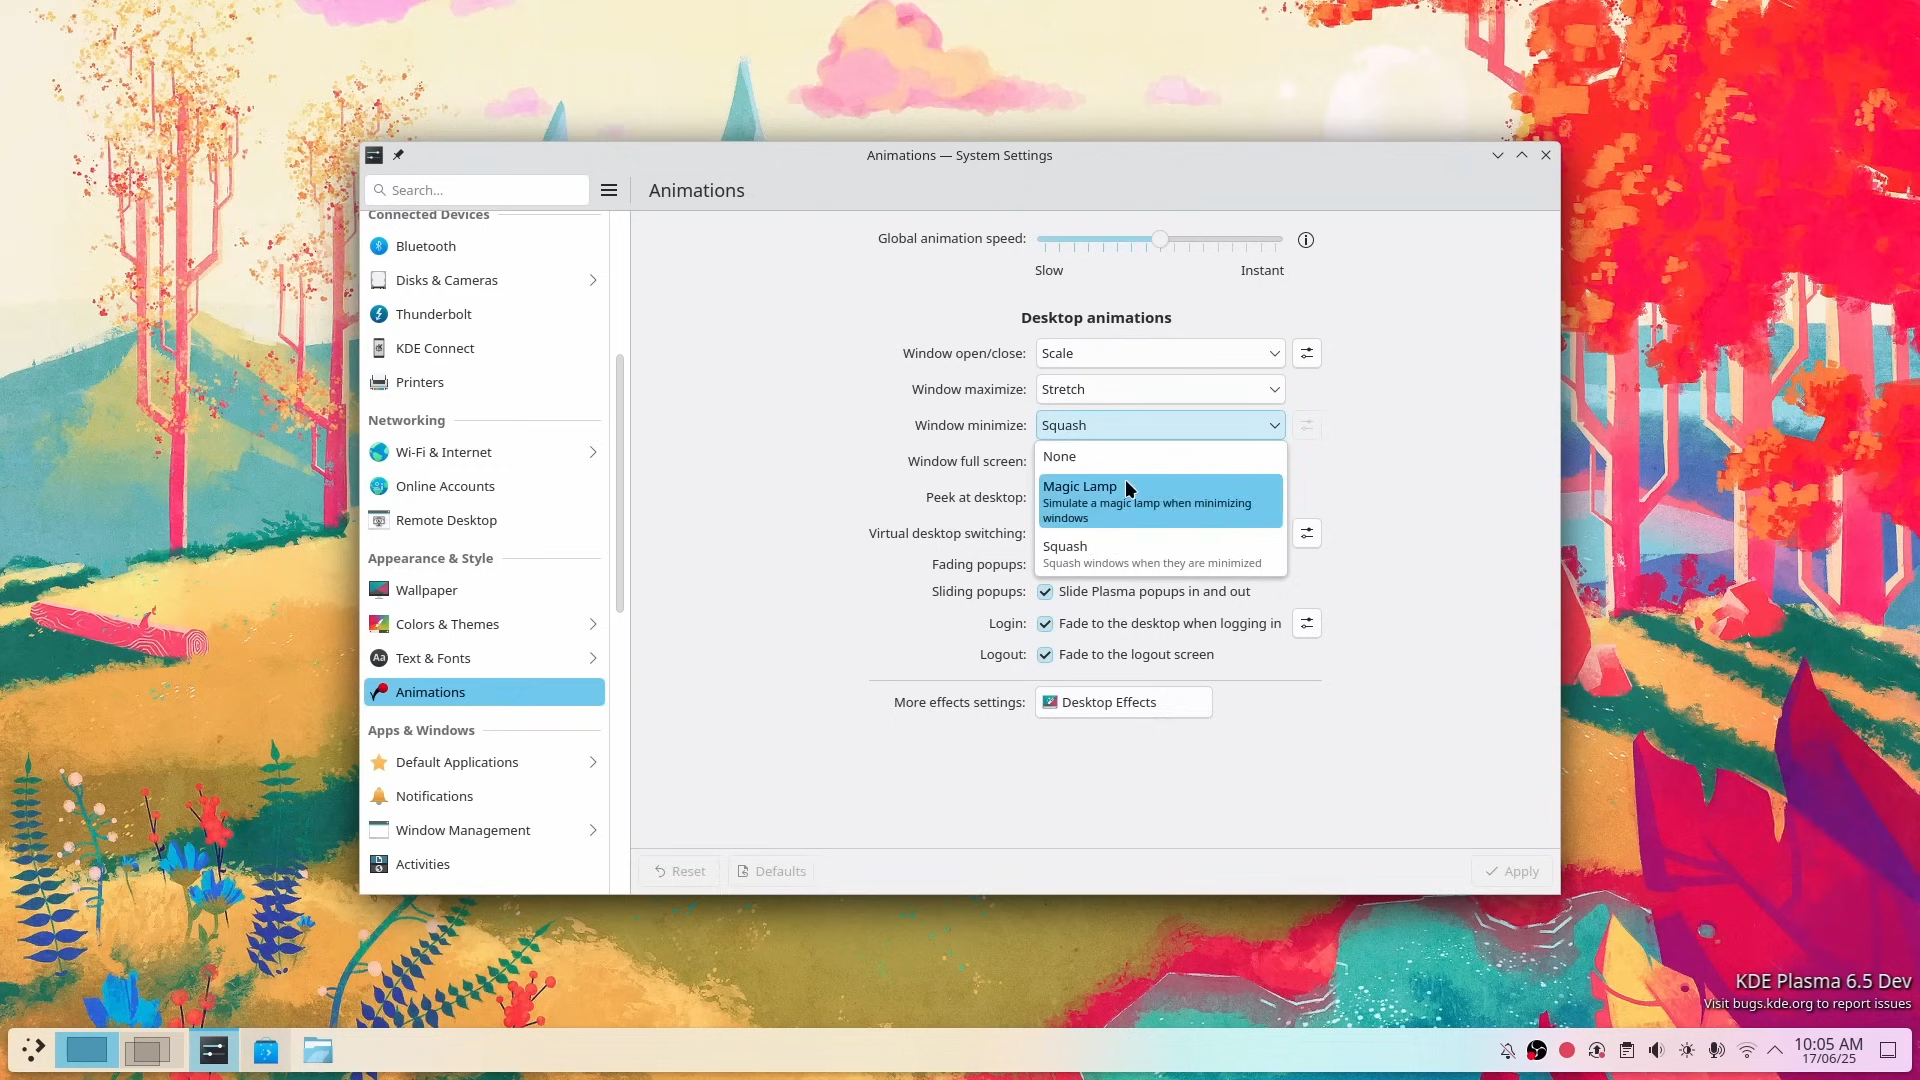 Animations — System Settings
Search...
Animations
Connected Devices
Bluetooth
Disks & Cameras
Thunderbolt
KDE Connect
Printers
Networking
Wi-Fi & Internet
Online Accounts
Remote Desktop
Appearance & Style
Wallpaper
Colors & Themes
Aa Text & Fonts
Animations
Apps & Windows
Default Applications
Notifications
Window Management
Activities
Global animation speed:
Slow Instant
Desktop animations
Window open/close: Scale
Window maximize: Stretch
Window minimize: Squash
None
Magic Lamp
Simulate a magic lamp when minimizing
windows
Squash
Squash windows when they are minimized
Window full screen:
Peek at desktop:
Virtual desktop switching:
Fading popups:
Sliding popups: Slide Plasma popups in and out
Login: Fade to the desktop when logging in
Logout: Fade to the logout screen
More effects settings: Desktop Effects
Reset Defaults Apply
KDE Plasma 6.5 Dev
Visit bugs.kde.org to report issues
10:05 AM
17/06/25